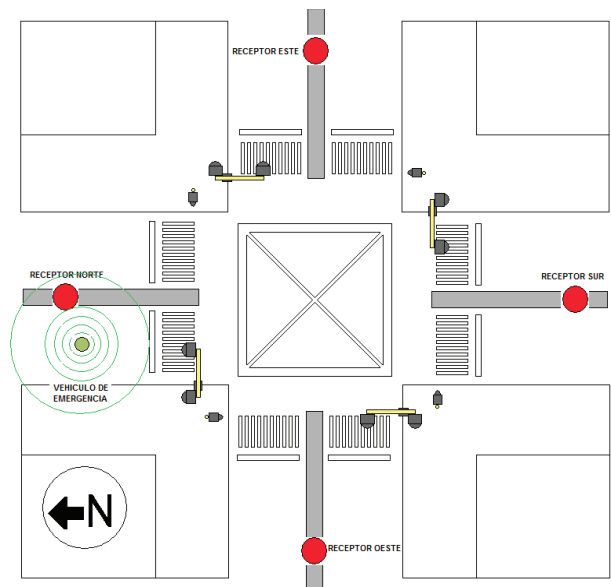 RECEPTOR ESTE
RECEPTOR NORTE
RECEPTOR SUR
VEHICULO DE
EMERGENCIA
N
RECEPTOR OESTE